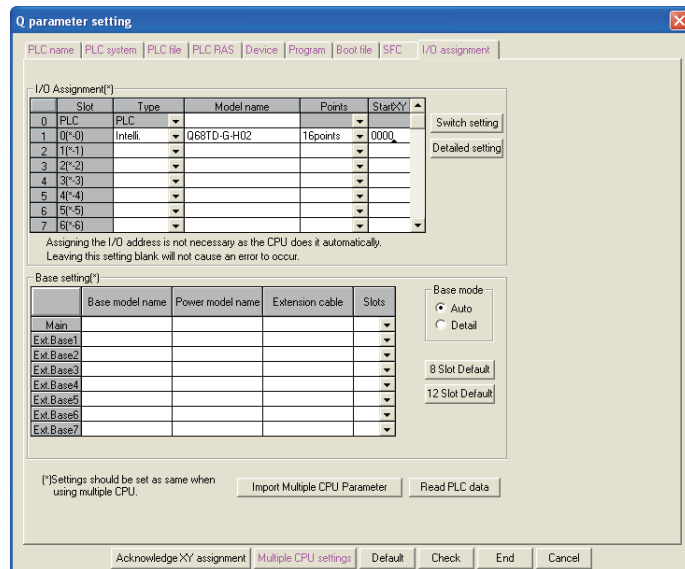 Q parameter setting
PLC name PLC system PLC file PLC RAS Device Program Boot file SFC I/O assignment
I/O Assignment(*)
Slot Type Model name Points StartXY
0 PLC PLC
1 0(*-0) Intelli. Q68TD-G-H02 16points 0000
2 1(*-1)
3 2(*-2)
4 3(*-3)
5 4(*-4)
6 5(*-5)
7 6(*-6)
Switch setting
Detailed setting
Assigning the I/O address is not necessary as the CPU does it automatically.
Leaving this setting blank will not cause an error to occur.
Base setting(*)
Base model name Power model name Extension cable Slots
Main
Ext.Base1
Ext.Base2
Ext.Base3
Ext.Base4
Ext.Base5
Ext.Base6
Ext.Base7
Base mode
Auto
Detail
8 Slot Default
12 Slot Default
(*)Settings should be set as same when
using multiple CPU.
Import Multiple CPU Parameter Read PLC data
Acknowledge XY assignment Multiple CPU settings Default Check End Cancel